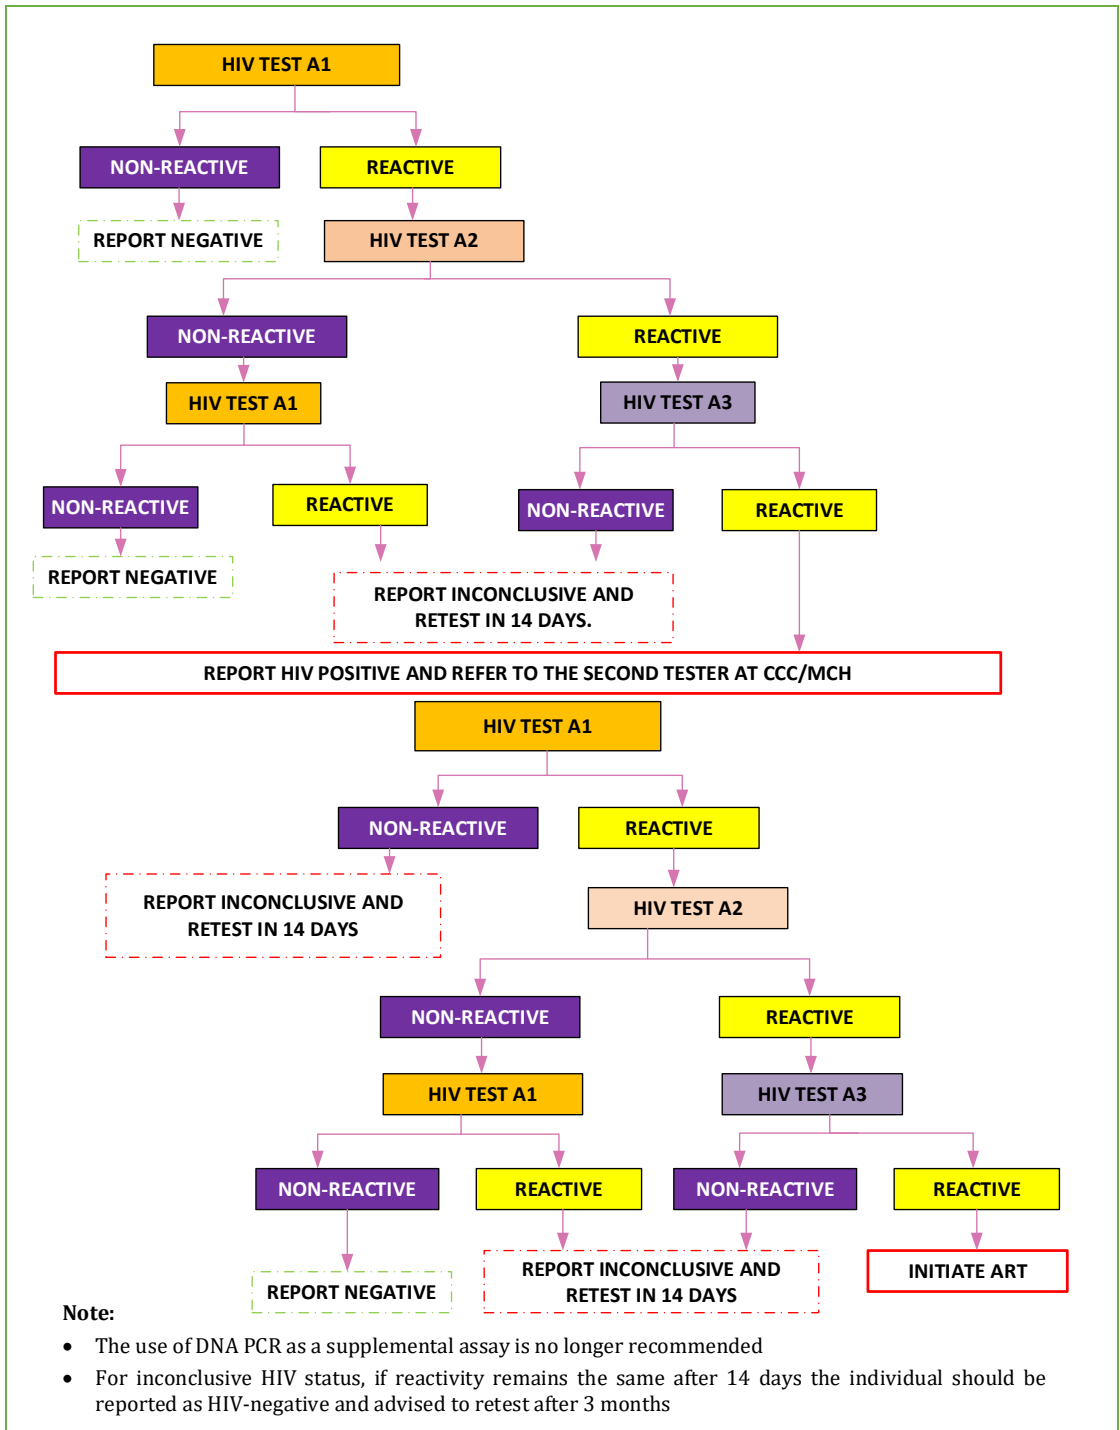 HIV TEST A1
NON-REACTIVE
REACTIVE
REPORT NEGATIVE
HIV TEST A2
NON-REACTIVE
REACTIVE
HIV TEST A1
HIV TEST A3
NON-REACTIVE
REACTIVE
NON-REACTIVE
REACTIVE
REPORT NEGATIVE
REPORT INCONCLUSIVE AND
RETEST IN 14 DAYS.
REPORT HIV POSITIVE AND REFER TO THE SECOND TESTER AT CCC/MCH
HIV TEST A1
NON-REACTIVE
REACTIVE
REPORT INCONCLUSIVE AND
RETEST IN 14 DAYS
HIV TEST A2
NON-REACTIVE
REACTIVE
HIV TEST A1
HIV TEST A3
NON-REACTIVE
REACTIVE
NON-REACTIVE
REACTIVE
REPORT NEGATIVE
REPORT INCONCLUSIVE AND
RETEST IN 14 DAYS
INITIATE ART
Note:
• The use of DNA PCR as a supplemental assay is no longer recommended
• For inconclusive HIV status, if reactivity remains the same after 14 days the individual should be
reported as HIV-negative and advised to retest after 3 months